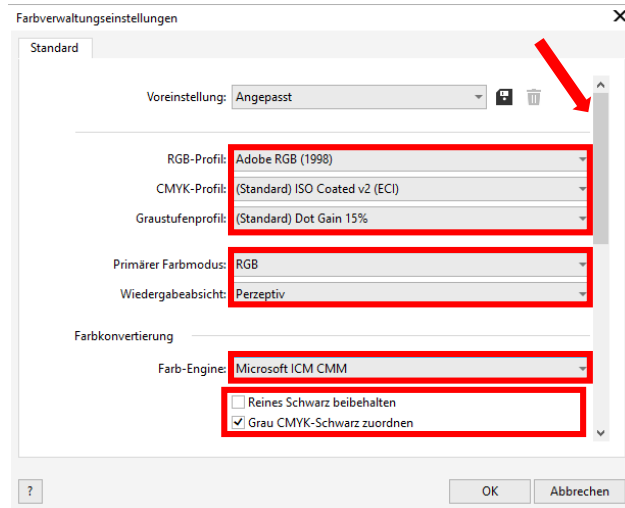 Farbverwaltungseinstellungen
Standard
Voreinstellung: Angepasst
RGB-Profil: Adobe RGB (1998)
CMYK-Profil: (Standard) ISO Coated v2 (ECI)
Graustufenprofil: (Standard) Dot Gain 15%
Primärer Farbmodus: RGB
Wiedergabeabsicht: Perzeptiv
Farbkonvertierung
Farb-Engine: Microsoft ICM CMM
Reines Schwarz beibehalten
Grau CMYK-Schwarz zuordnen
? OK Abbrechen